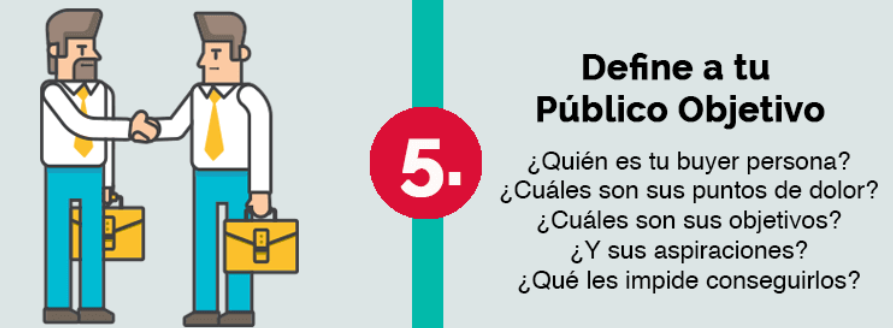 5.
Define a tu
Público Objetivo
¿Quién es tu buyer persona?
¿Cuáles son sus puntos de dolor?
¿Cuáles son sus objetivos?
¿Y sus aspiraciones?
¿Qué les impide conseguirlos?